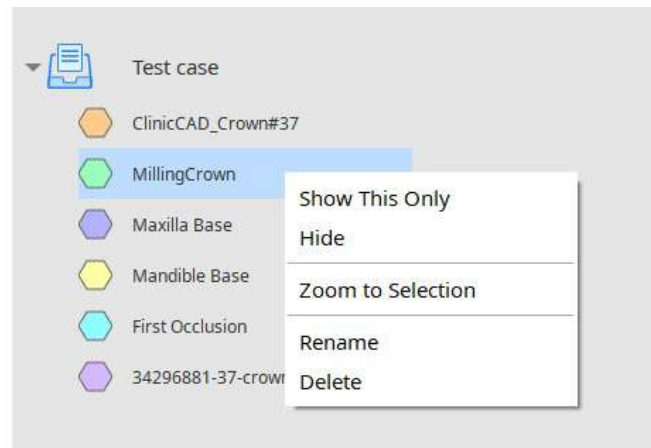 Test case
ClinicCAD_Crown#37
MillingCrown
Show This Only
Maxilla Base
Hide
Mandible Base
Zoom to Selection
First Occlusion
Rename
34296881-37-crown
Delete